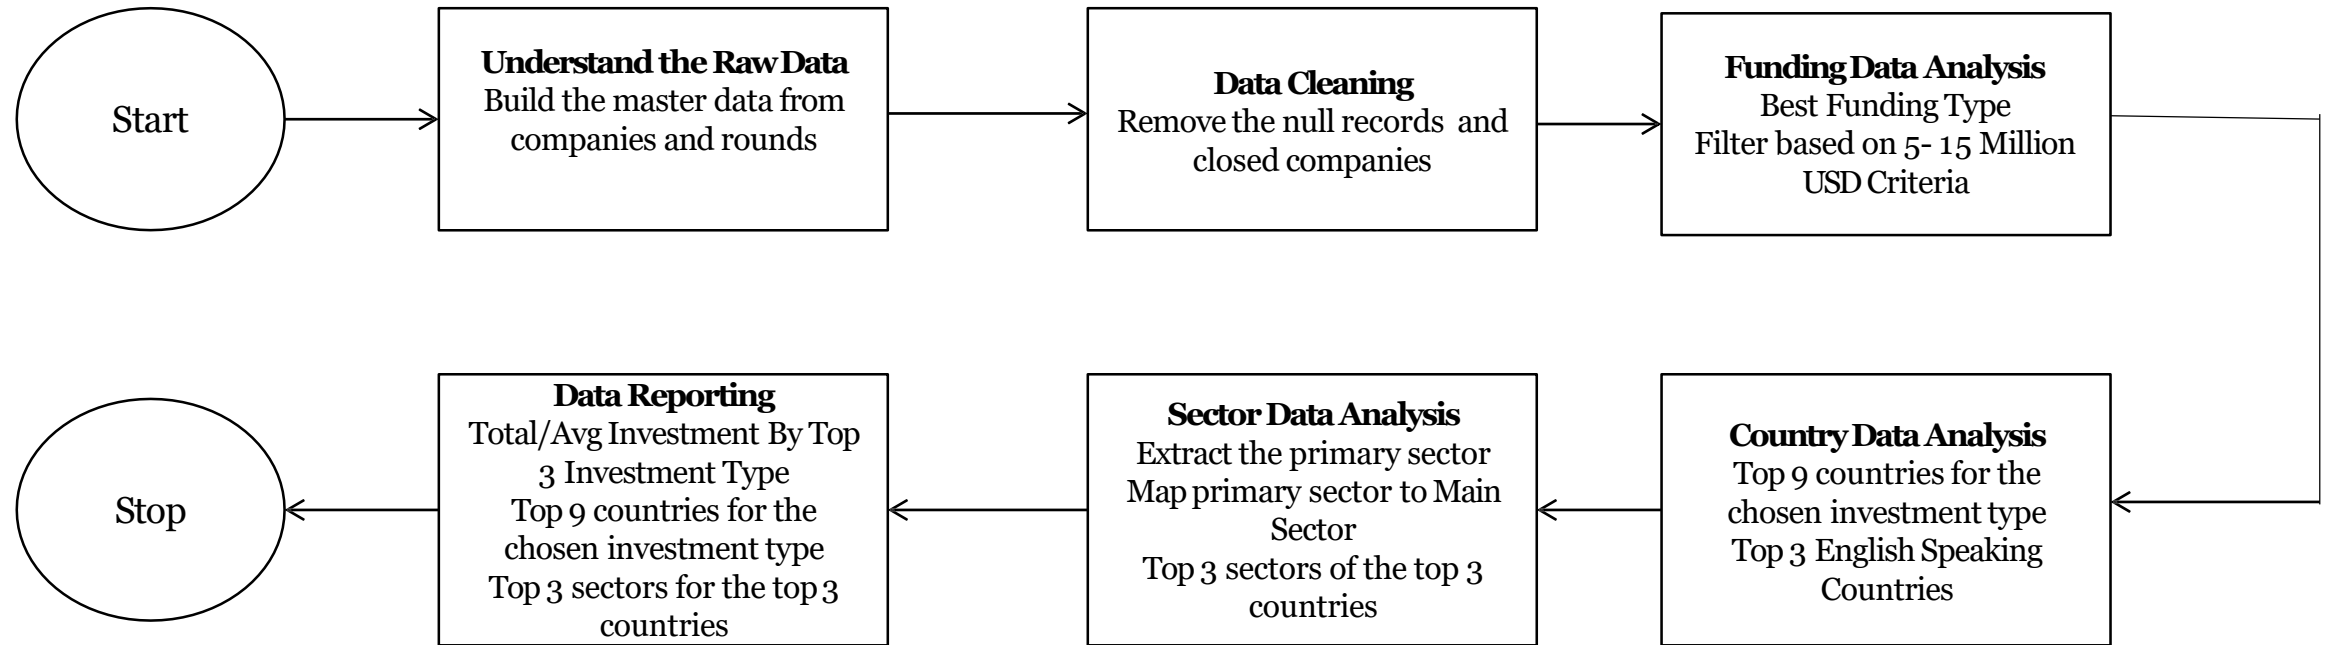 Start
Understand the Raw Data
Build the master data from
companies and rounds
Data Cleaning
Remove the null records and
closed companies
Funding Data Analysis
Best Funding Type
Filter based on 5- 15 Million
USD Criteria
Country Data Analysis
Top 9 countries for the
chosen investment type
Top 3 English Speaking
Countries
Sector Data Analysis
Extract the primary sector
Map primary sector to Main
Sector
Top 3 sectors of the top 3
countries
Data Reporting
Total/Avg Investment By Top
3 Investment Type
Top 9 countries for the
chosen investment type
Top 3 sectors for the top 3
countries
Stop